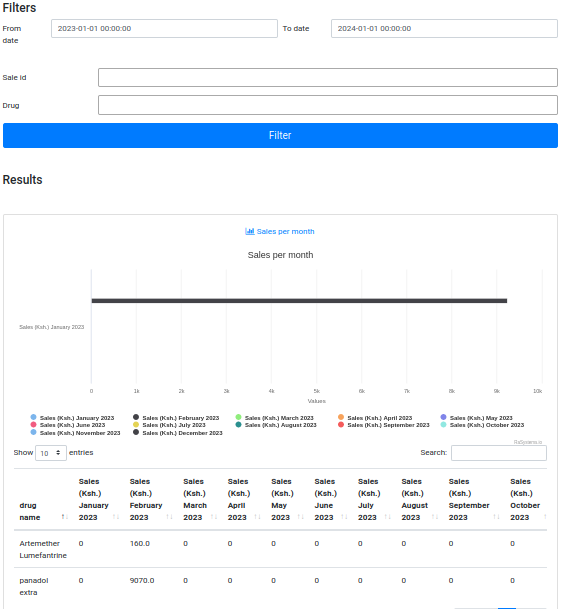 Filters
From date
2023-01-01 00:00:00
To date
2024-01-01 00:00:00
Sale id
Drug
Filter
Results
Sales per month
Sales per month
Sales (Ksh.) January 2023
0 1k 2k 3k 4k 5k 6k 7k 8k 9k 10k
Values
Sales (Ksh.) January 2023 Sales (Ksh.) February 2023 Sales (Ksh.) March 2023 Sales (Ksh.) April 2023 Sales (Ksh.) May 2023
Sales (Ksh.) June 2023 Sales (Ksh.) July 2023 Sales (Ksh.) August 2023 Sales (Ksh.) September 2023 Sales (Ksh.) October 2023
Sales (Ksh.) November 2023 Sales (Ksh.) December 2023
Show 10 entries
Search:
drug name
Sales (Ksh.) January 2023
Sales (Ksh.) February 2023
Sales (Ksh.) March 2023
Sales (Ksh.) April 2023
Sales (Ksh.) May 2023
Sales (Ksh.) June 2023
Sales (Ksh.) July 2023
Sales (Ksh.) August 2023
Sales (Ksh.) September 2023
Sales (Ksh.) October 2023
Artemether Lumefantrine 0 160.0 0 0 0 0 0 0 0 0
panadol extra 0 9070.0 0 0 0 0 0 0 0 0